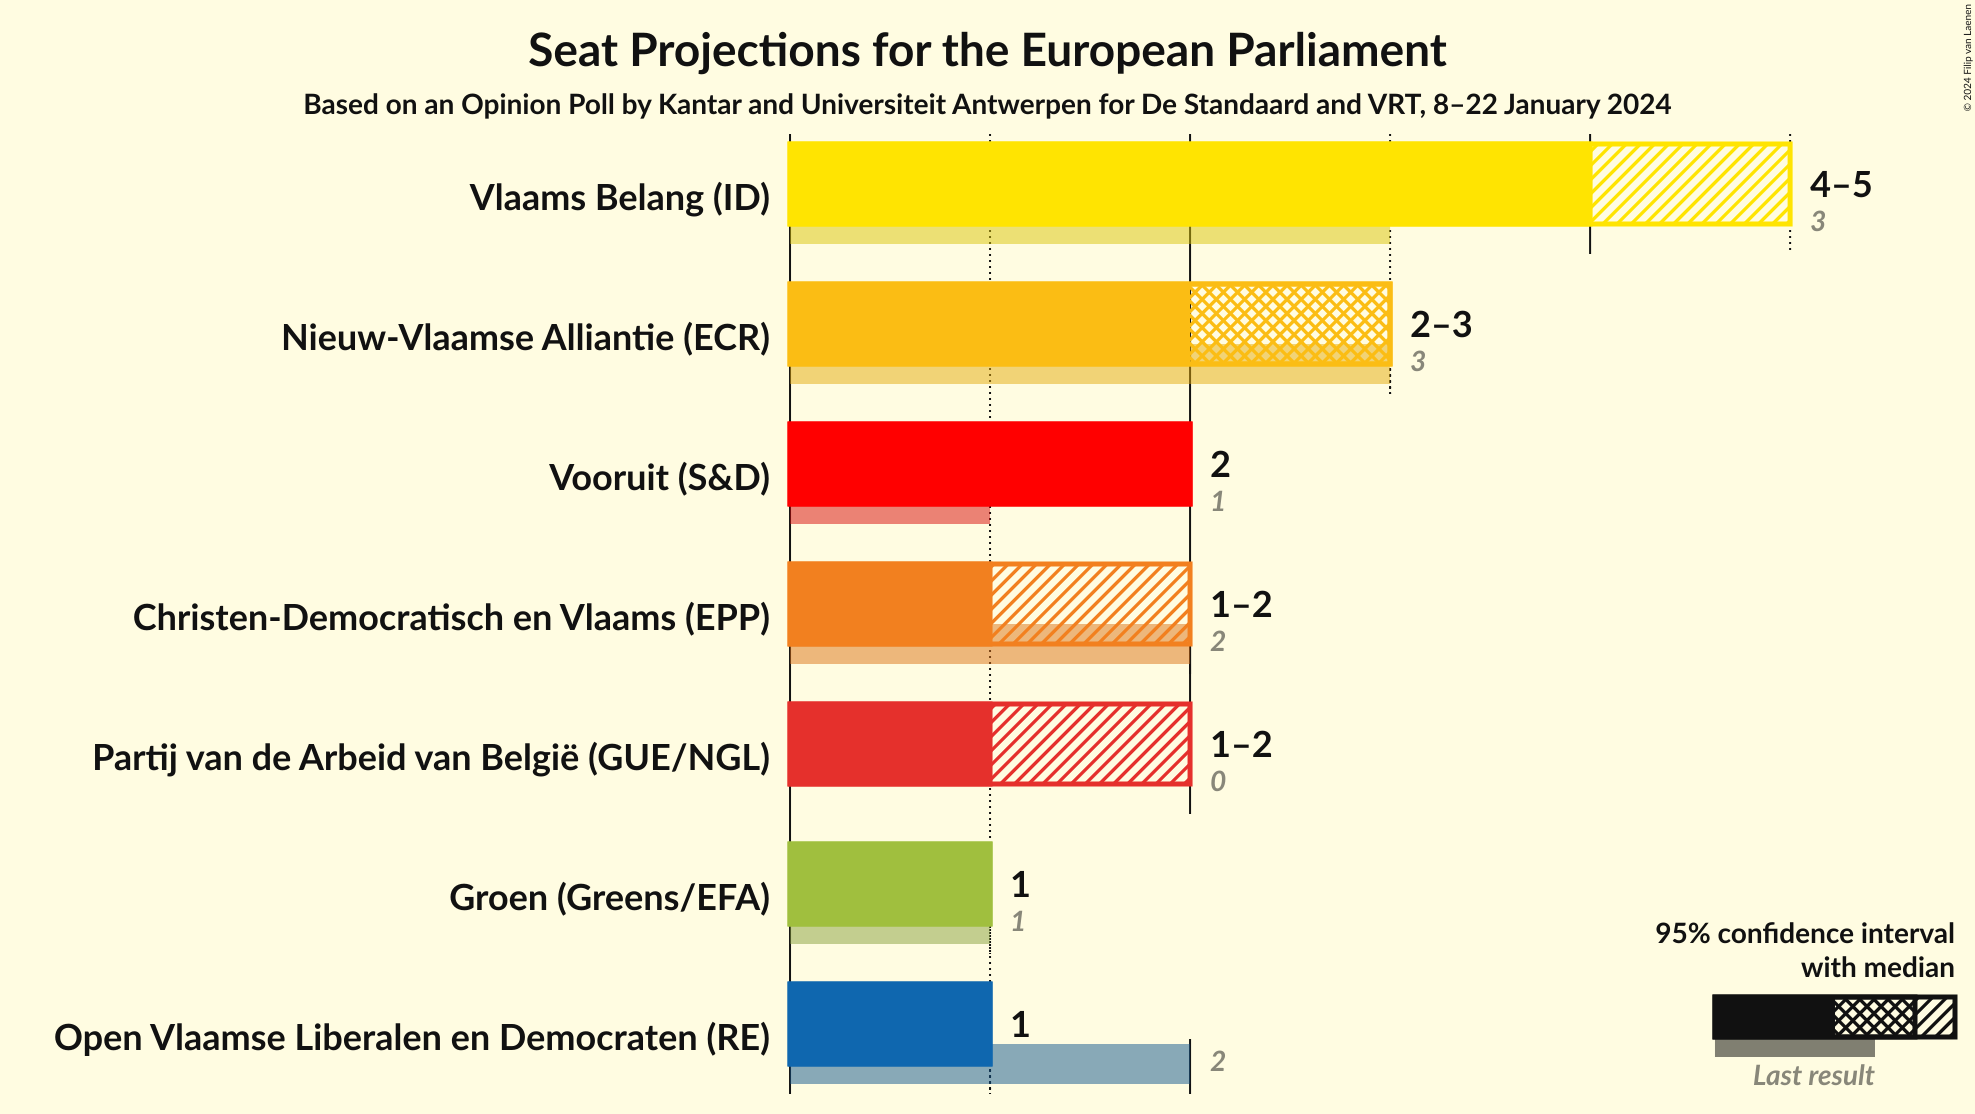 Seat Projections for the European Parliament
Based on an Opinion Poll by Kantar and Universiteit Antwerpen for De Standaard and VRT, 8–22 January 2024
© 2024 Filip van Laenen
Vlaams Belang (ID)
4–5
3
Nieuw-Vlaamse Alliantie (ECR)
2–3
3
Vooruit (S&D)
2
1
Christen-Democratisch en Vlaams (EPP)
1–2
2
Partij van de Arbeid van België (GUE/NGL)
1–2
0
Groen (Greens/EFA)
1
1
Open Vlaamse Liberalen en Democraten (RE)
1
2
95% confidence interval
with median
Last result